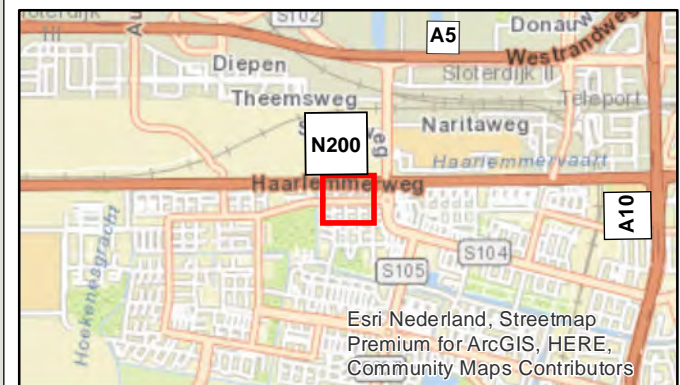 S102
Donauw
A5
Westrandweg
Diepen
Sloterdijk II
Theemsweg
Teleport
N200
Naritaweg
Haarlemmervaart
Haarlemmerweg
A10
Hoekenesgracht
S104
S105
Esri Nederland, Streetmap
Premium for ArcGIS, HERE,
Community Maps Contributors